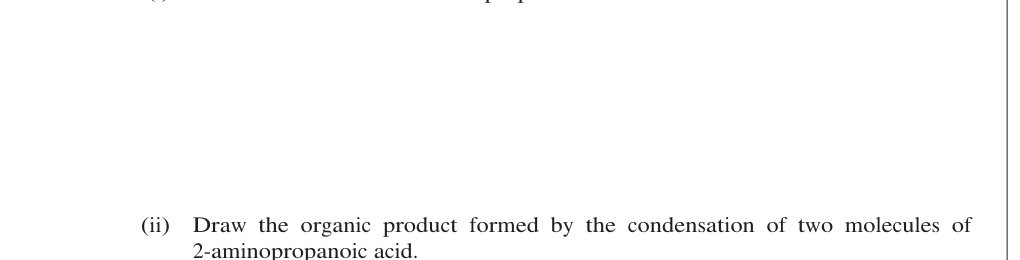 (ii) Draw the organic product formed by the condensation of two molecules of
2-aminopropanoic acid.